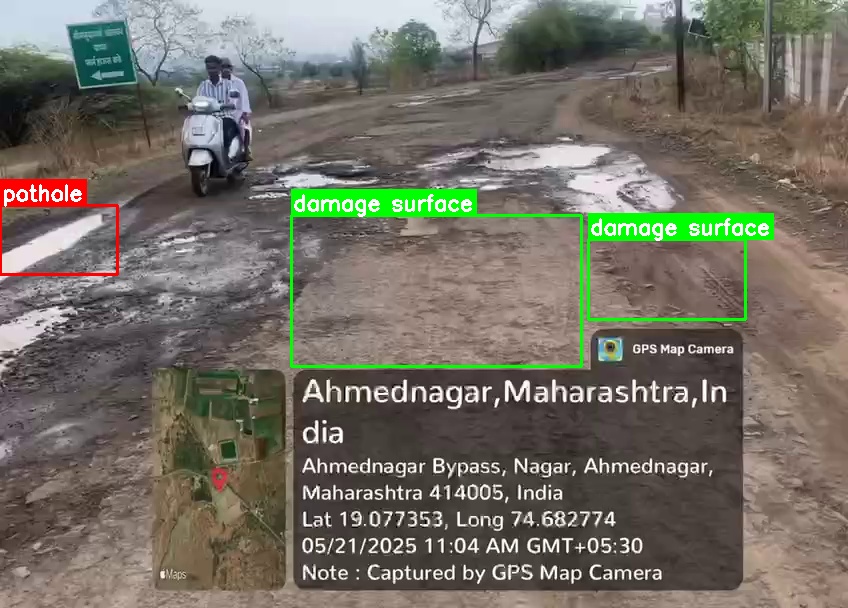 pothole
damage surface
damage surface
GPS Map Camera
Ahmednagar,Maharashtra,In
dia
Ahmednagar Bypass, Nagar, Ahmednagar,
Maharashtra 414005, India
Lat 19.077353, Long 74.682774
05/21/2025 11:04 AM GMT+05:30
Note : Captured by GPS Map Camera
Maps